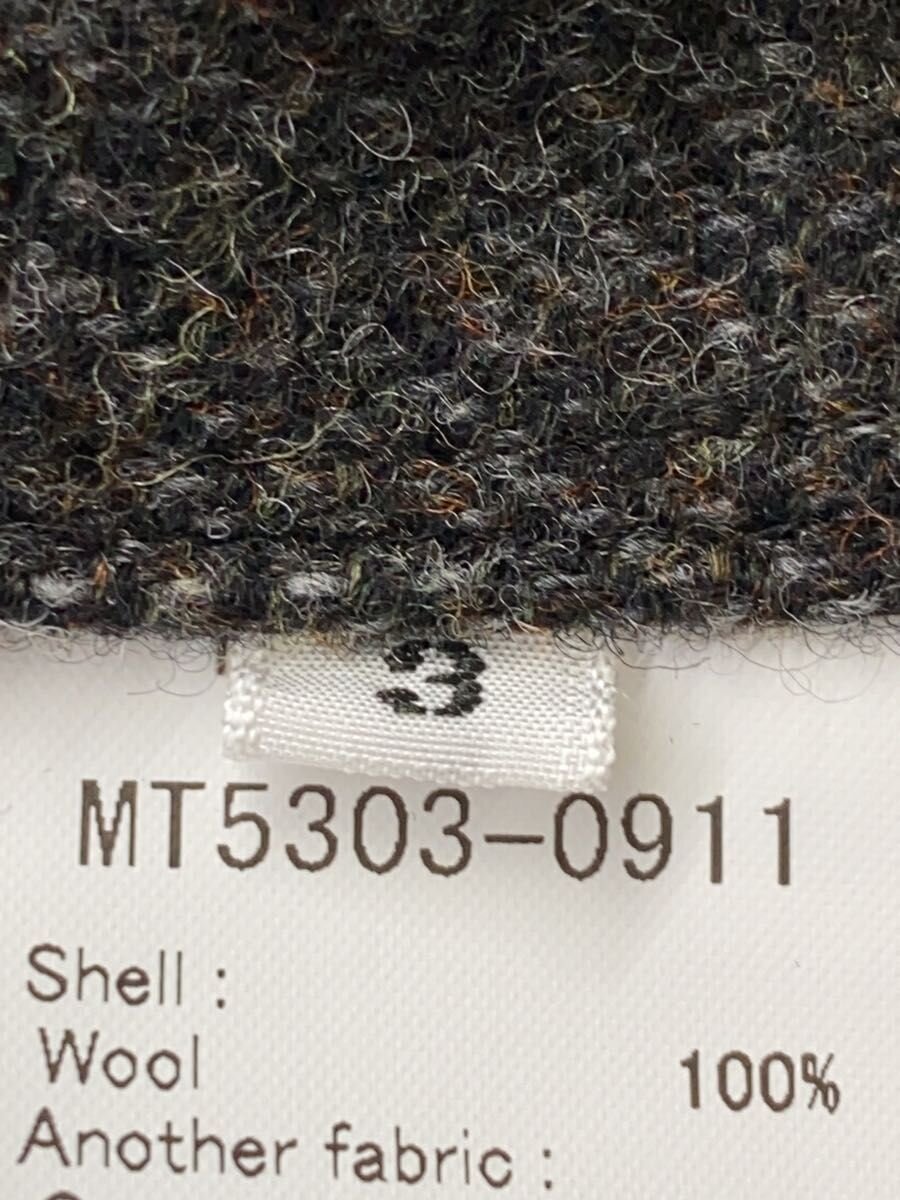 3
MT5303-0911
Shell :
Wool 100%
Another fabric :